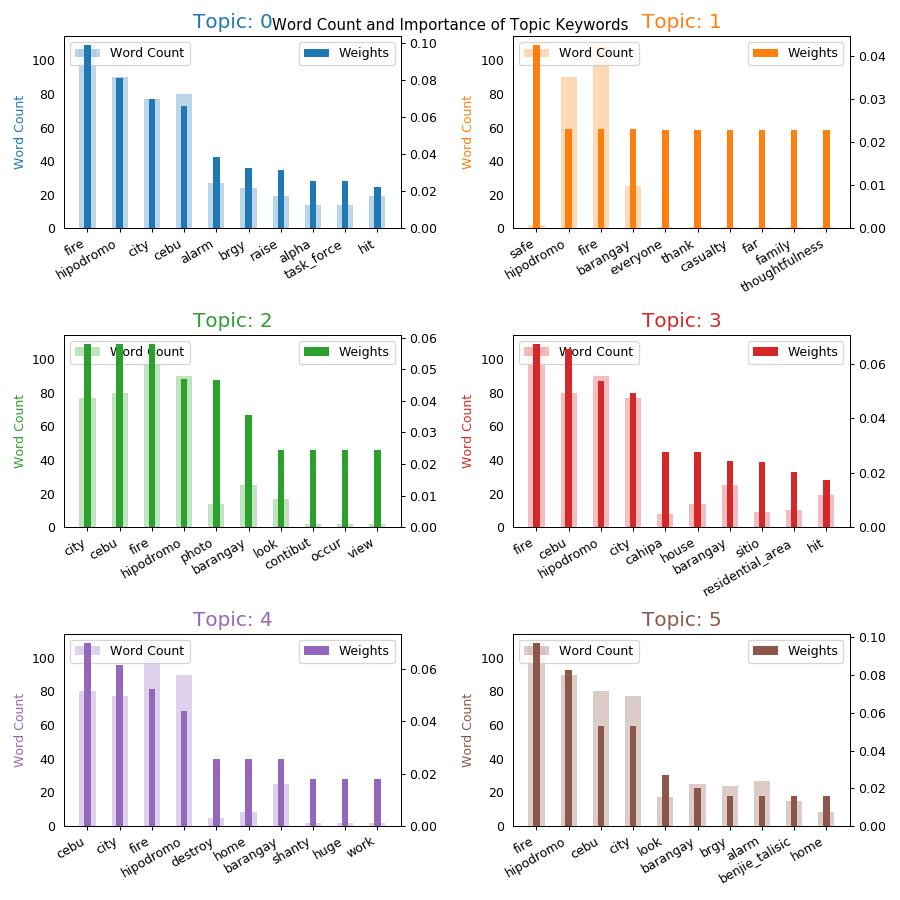 Word Count and Importance of Topic Keywords
Topic: 0
Word Count
Weights
Word Count
100
80
60
40
20
0
0.10
0.08
0.06
0.04
0.02
0.00
fire
hipodromo
city
cebu
alarm
brgy
raise
alpha
task_force
hit
Topic: 1
Word Count
Weights
Word Count
100
80
60
40
20
0
0.04
0.03
0.02
0.01
0.00
safe
hipodromo
fire
barangay
everyone
thank
casualty
far
family
thoughtfulness
Topic: 2
Word Count
Weights
Word Count
100
80
60
40
20
0
0.06
0.05
0.04
0.03
0.02
0.01
0.00
city
cebu
fire
hipodromo
photo
barangay
look
contibut
occur
view
Topic: 3
Word Count
Weights
Word Count
100
80
60
40
20
0
0.06
0.04
0.02
0.00
fire
cebu
hipodromo
city
cahipa
house
barangay
sitio
residential_area
hit
Topic: 4
Word Count
Weights
Word Count
100
80
60
40
20
0
0.06
0.04
0.02
0.00
cebu
city
fire
hipodromo
destroy
home
barangay
shanty
huge
work
Topic: 5
Word Count
Weights
Word Count
100
80
60
40
20
0
0.10
0.08
0.06
0.04
0.02
0.00
fire
hipodromo
cebu
city
look
barangay
brgy
alarm
benjie_talisic
home